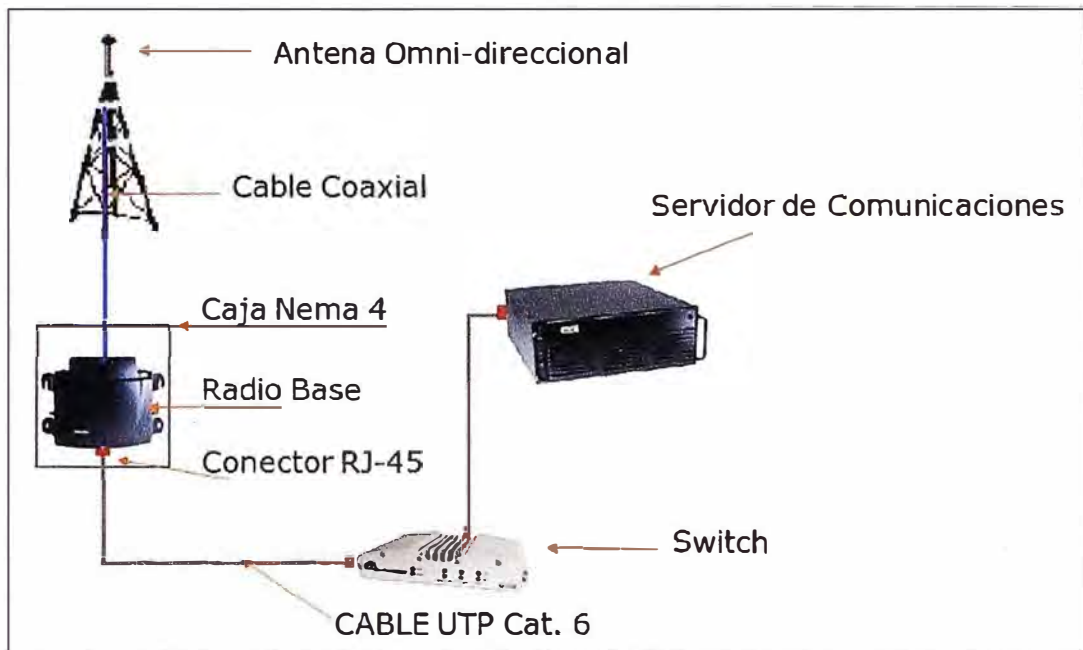 Antena Omni-direccional
Cable Coaxial
Servidor de Comunicaciones
Caja Nema 4
Radio Base
Conector RJ-45
Switch
CABLE UTP Cat. 6